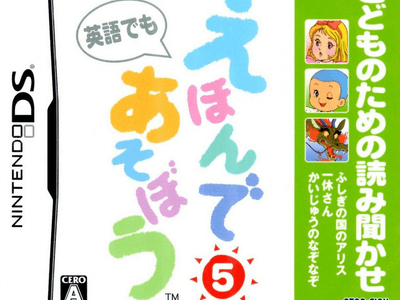 NINTENDO DS
英語でも
えほんで
あそぼう
5
TM
CERO
A
こどものための読み聞かせ
ふしぎの国のアリス
一休さん
かいじゅうのなぞなぞ